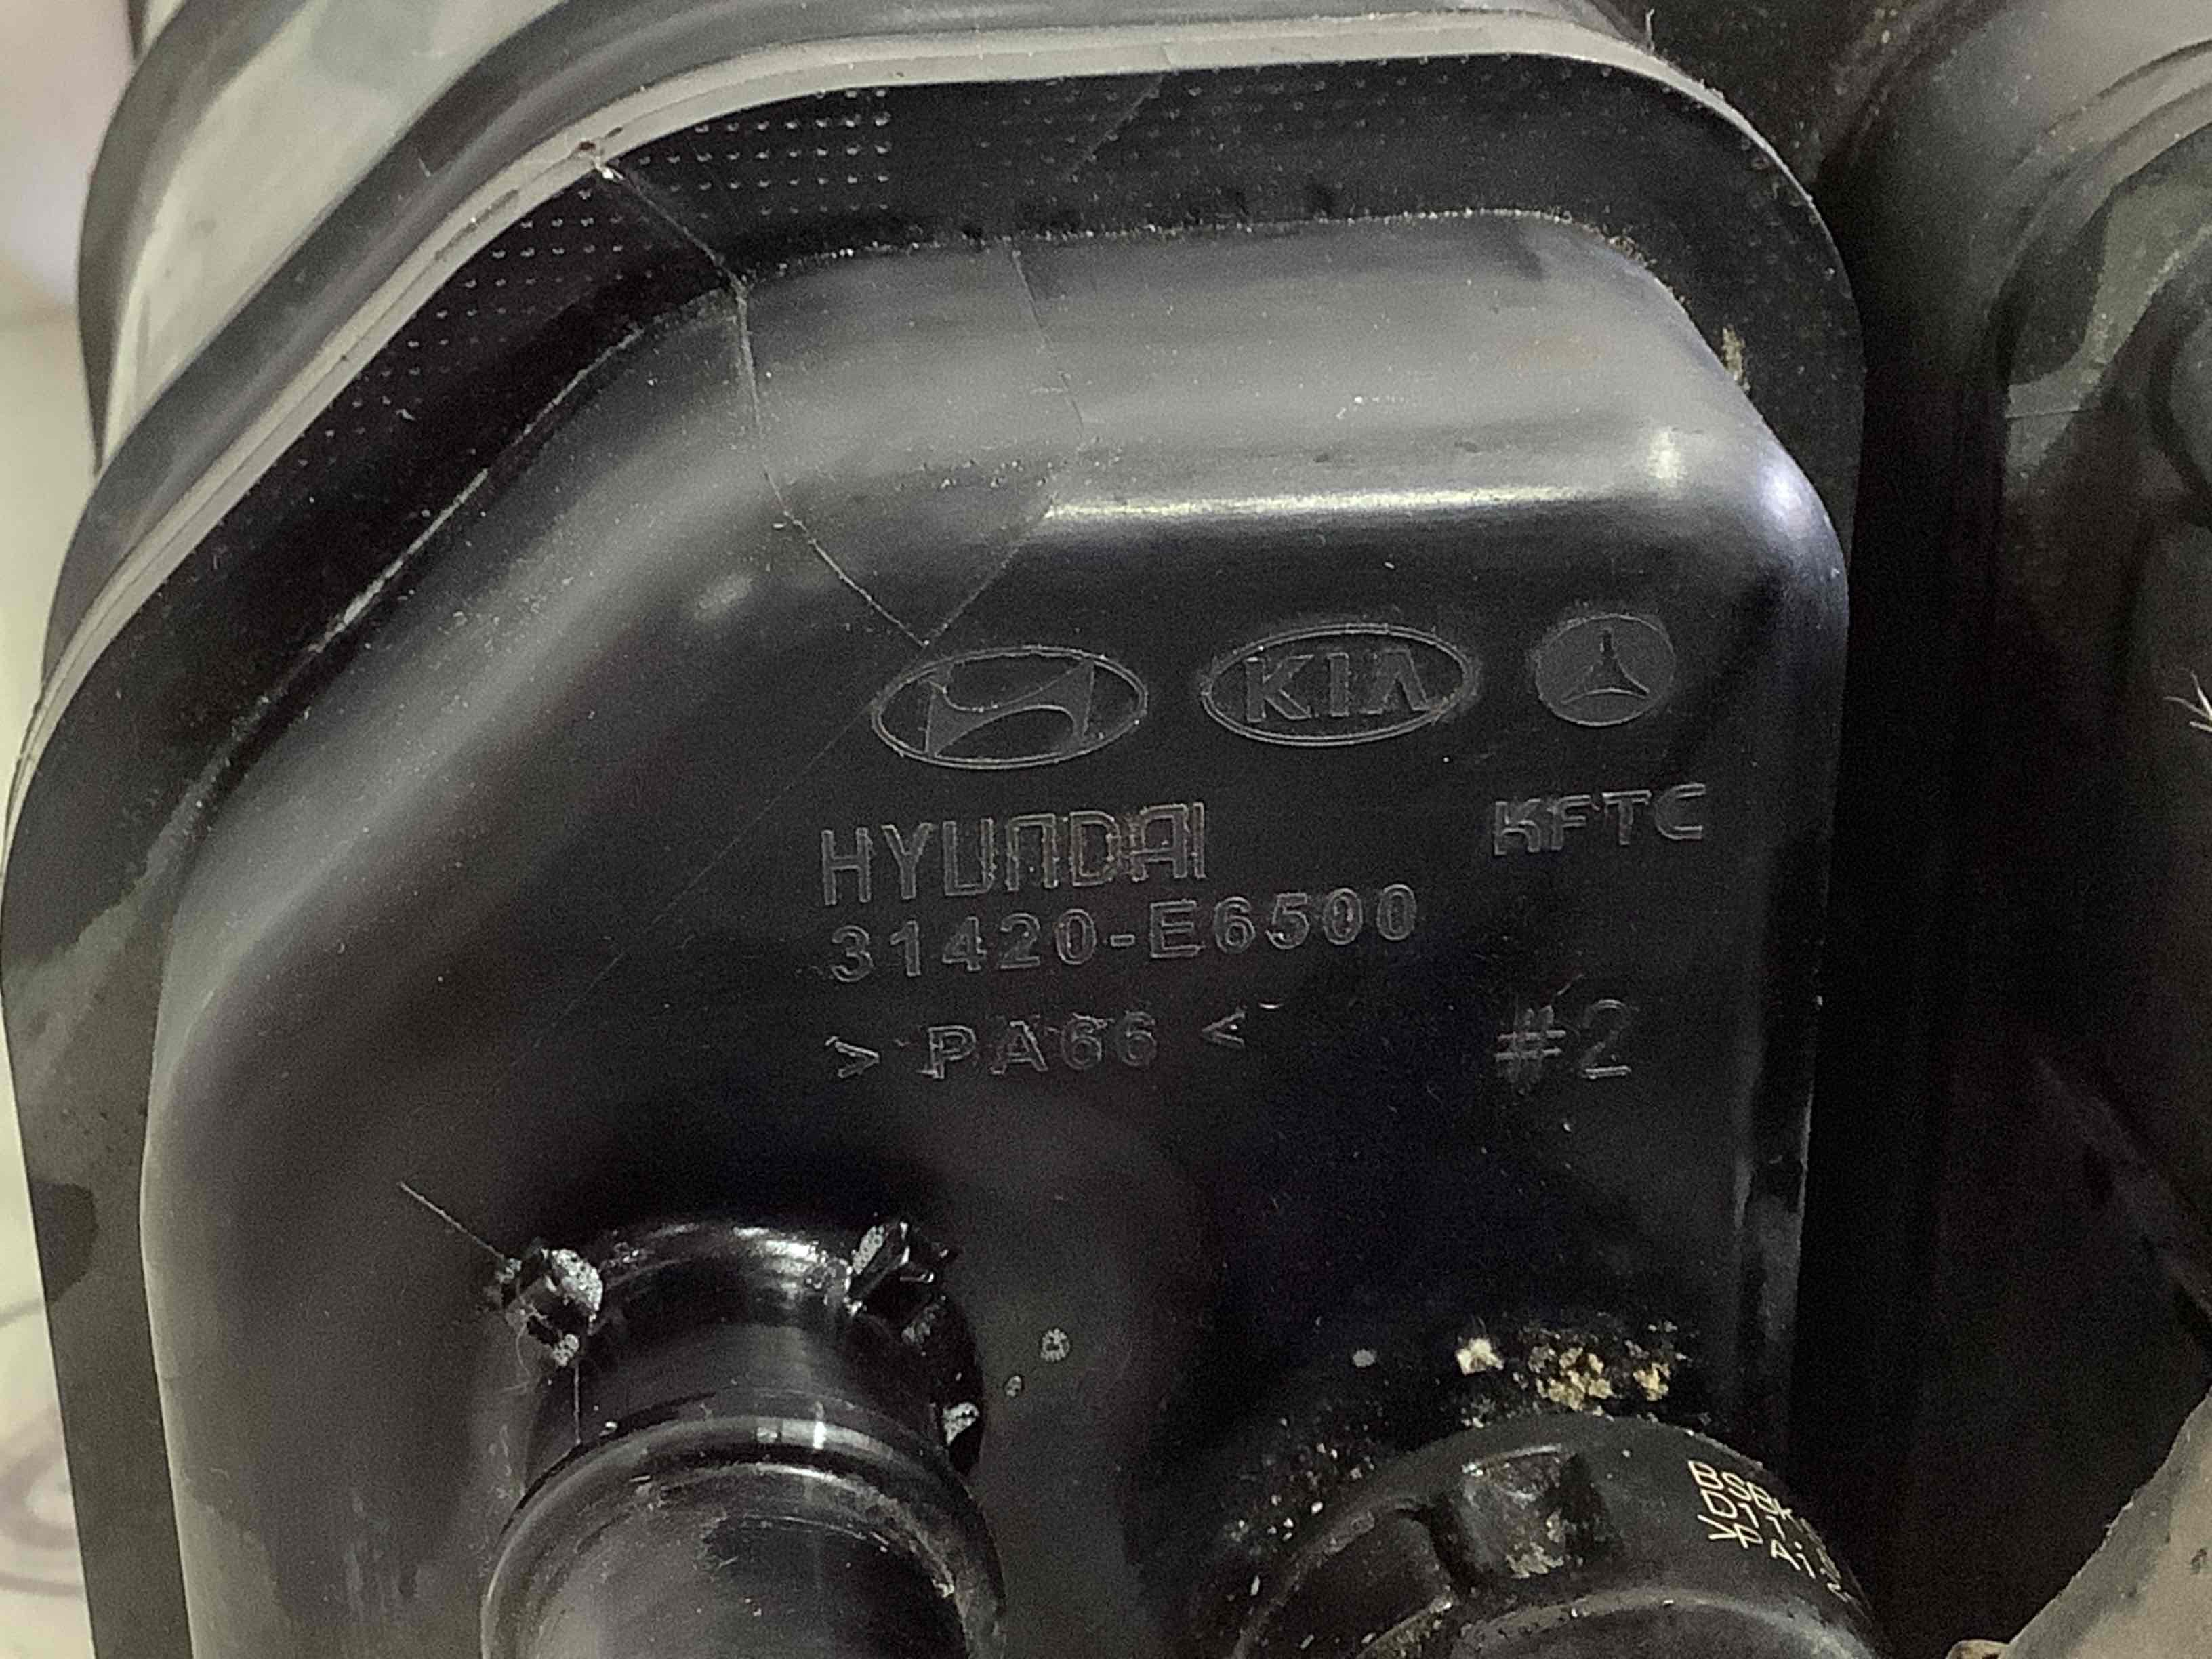 KIA
HYUNDAI
KFTC
31420-E6500
> PA66 <
#2